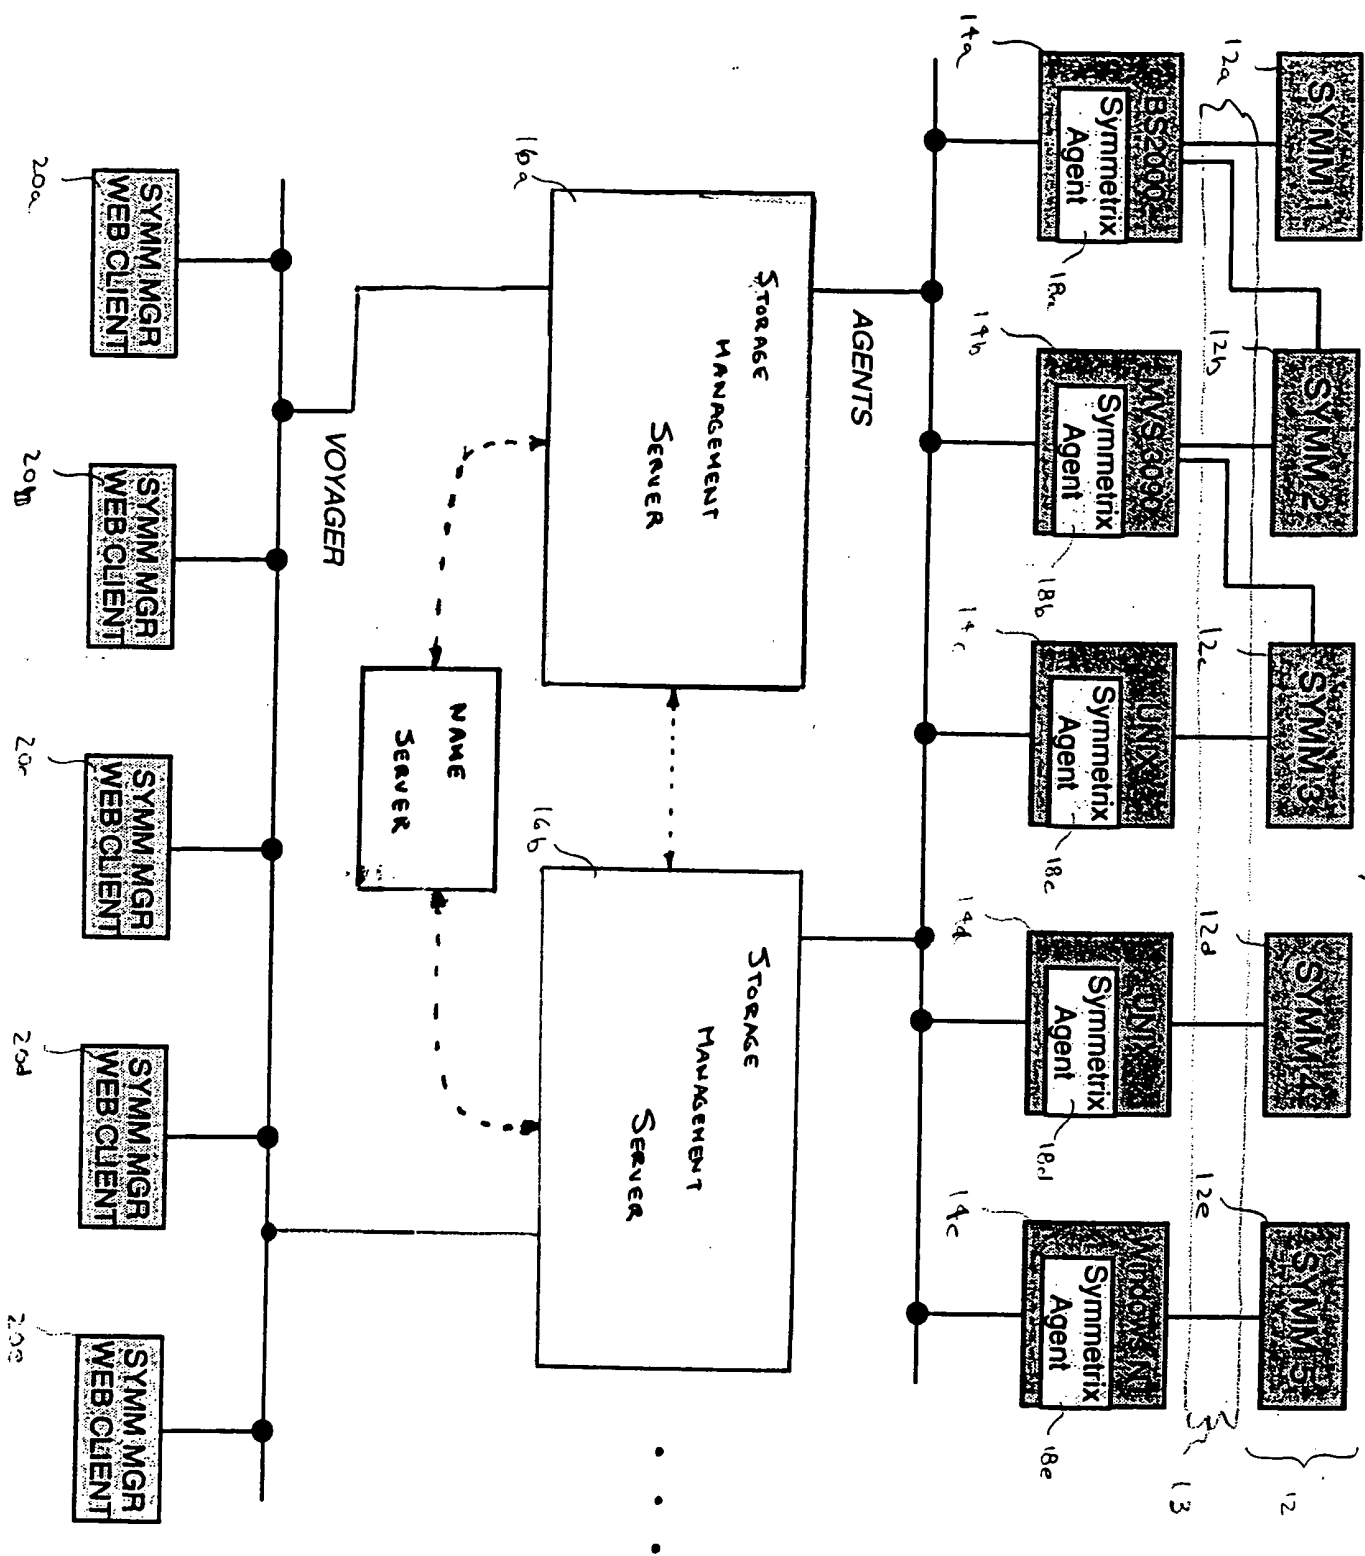 12
13
12a
SYMM 1
12b
SYMM 2
12c
SYMM 3
12d
SYMM 4
12e
SYMM 5
14a
BS2000
Symmetrix
Agent
18a
14b
MVS 3090
Symmetrix
Agent
18b
14c
UNIX
Symmetrix
Agent
18c
14d
UNIX
Symmetrix
Agent
18d
14e
Windows NT
Symmetrix
Agent
18e
AGENTS
16a
STORAGE
MANAGEMENT
SERVER
16b
STORAGE
MANAGEMENT
SERVER
NAME
SERVER
VOYAGER
SYMM MGR
WEB CLIENT
20a
SYMM MGR
WEB CLIENT
20b
SYMM MGR
WEB CLIENT
20c
SYMM MGR
WEB CLIENT
20d
SYMM MGR
WEB CLIENT
20e